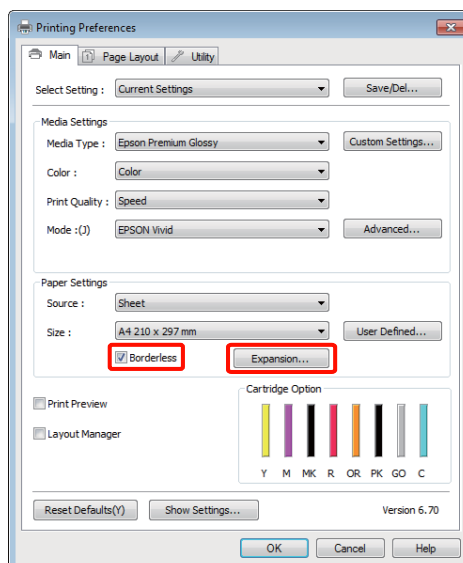 Printing Preferences
Main 1 Page Layout Utility
Select Setting : Current Settings Save/Del...
Media Settings
Media Type : Epson Premium Glossy Custom Settings...
Color : Color
Print Quality : Speed
Mode :(J) EPSON Vivid Advanced...
Paper Settings
Source : Sheet
Size : A4 210 x 297 mm User Defined...
Borderless Expansion...
Cartridge Option
Print Preview
Layout Manager
Y M MK R OR PK GO C
Reset Defaults(Y) Show Settings... Version 6.70
OK Cancel Help